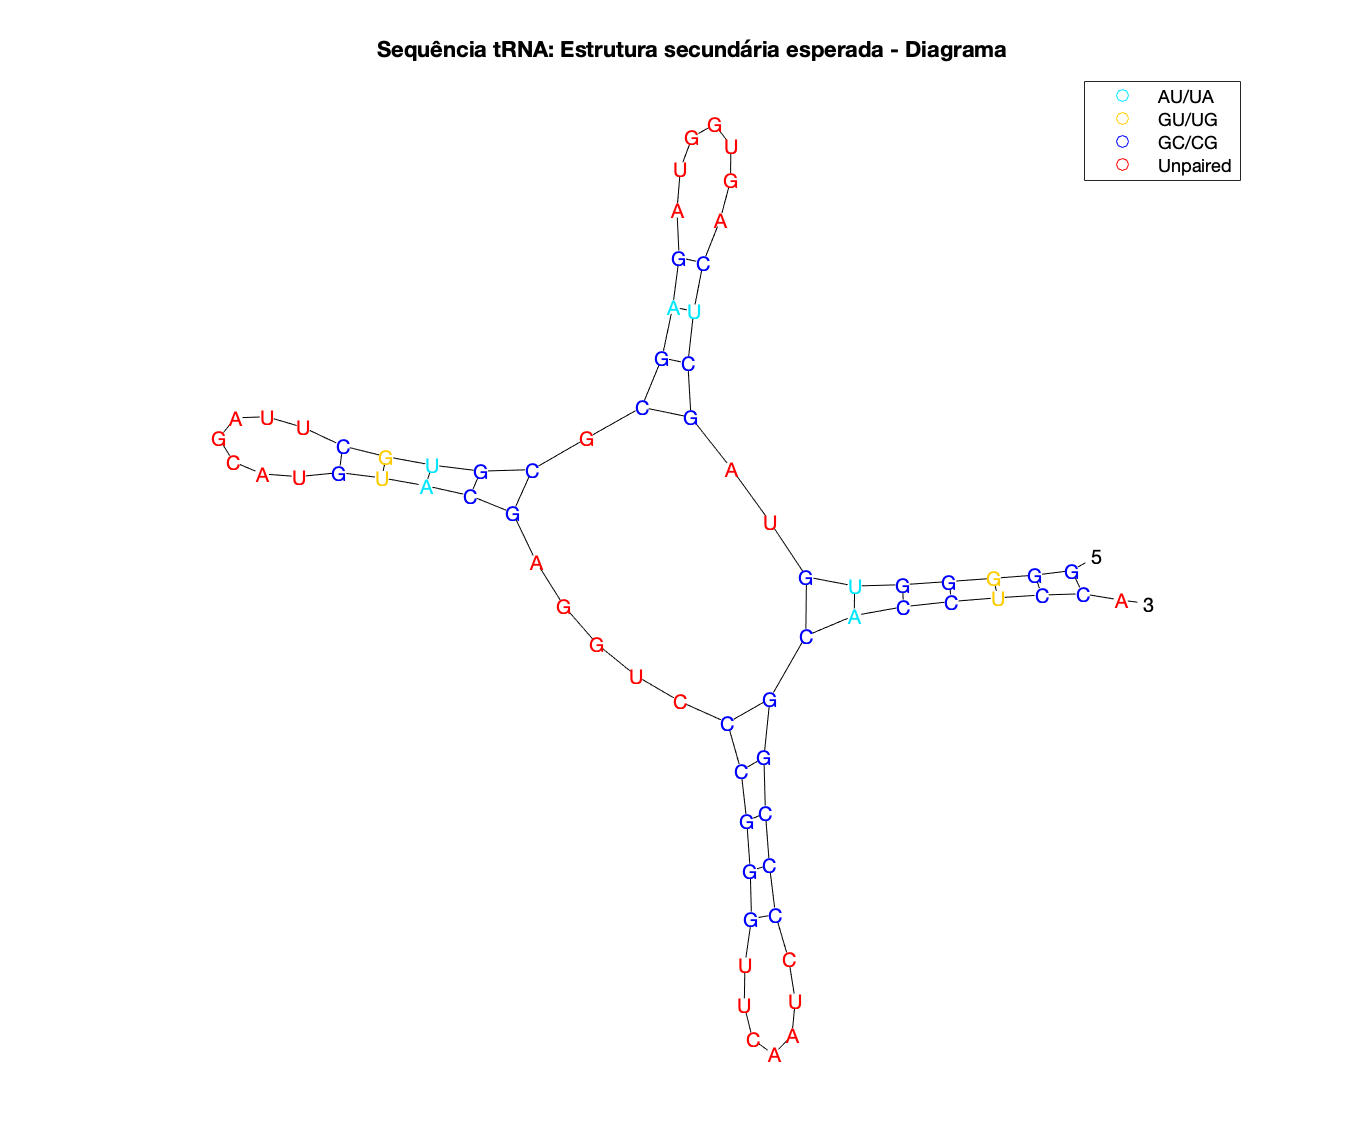 Sequência tRNA: Estrutura secundária esperada - Diagrama
AU/UA
GU/UG
GC/CG
Unpaired
G
G U
U G
A A
G C
A U
G C
C G
G
A U U C G U G C
G C A U G U A C G
A
U
A
G
G
U
C
G U G G G G G 5
C A C C U C C A 3
C G
C G
G C
G C
G C
U C
U U
C A
A